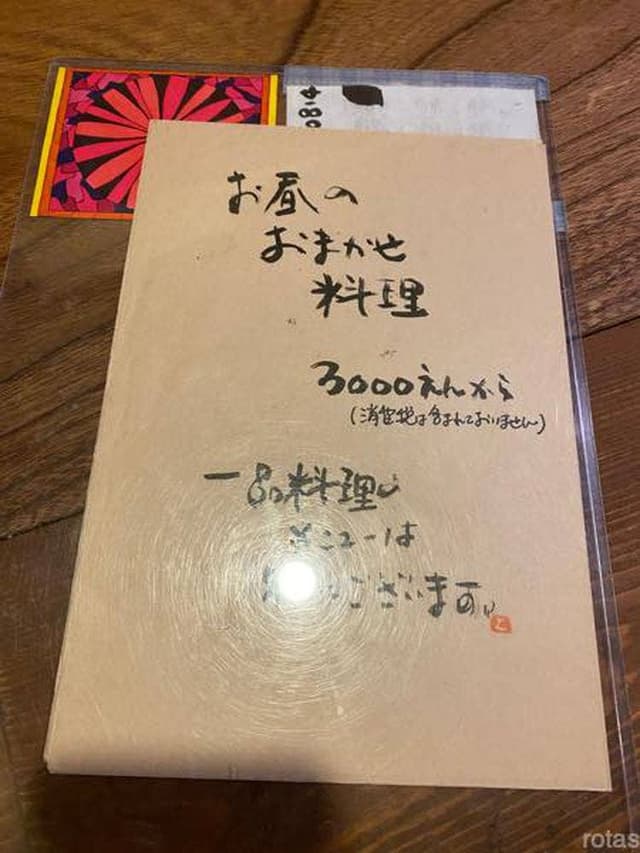 お昼の
おまかせ
料理
3000えんから
(消費税は含まれておりません)
一品料理の
メニューは
ございます。
rotas